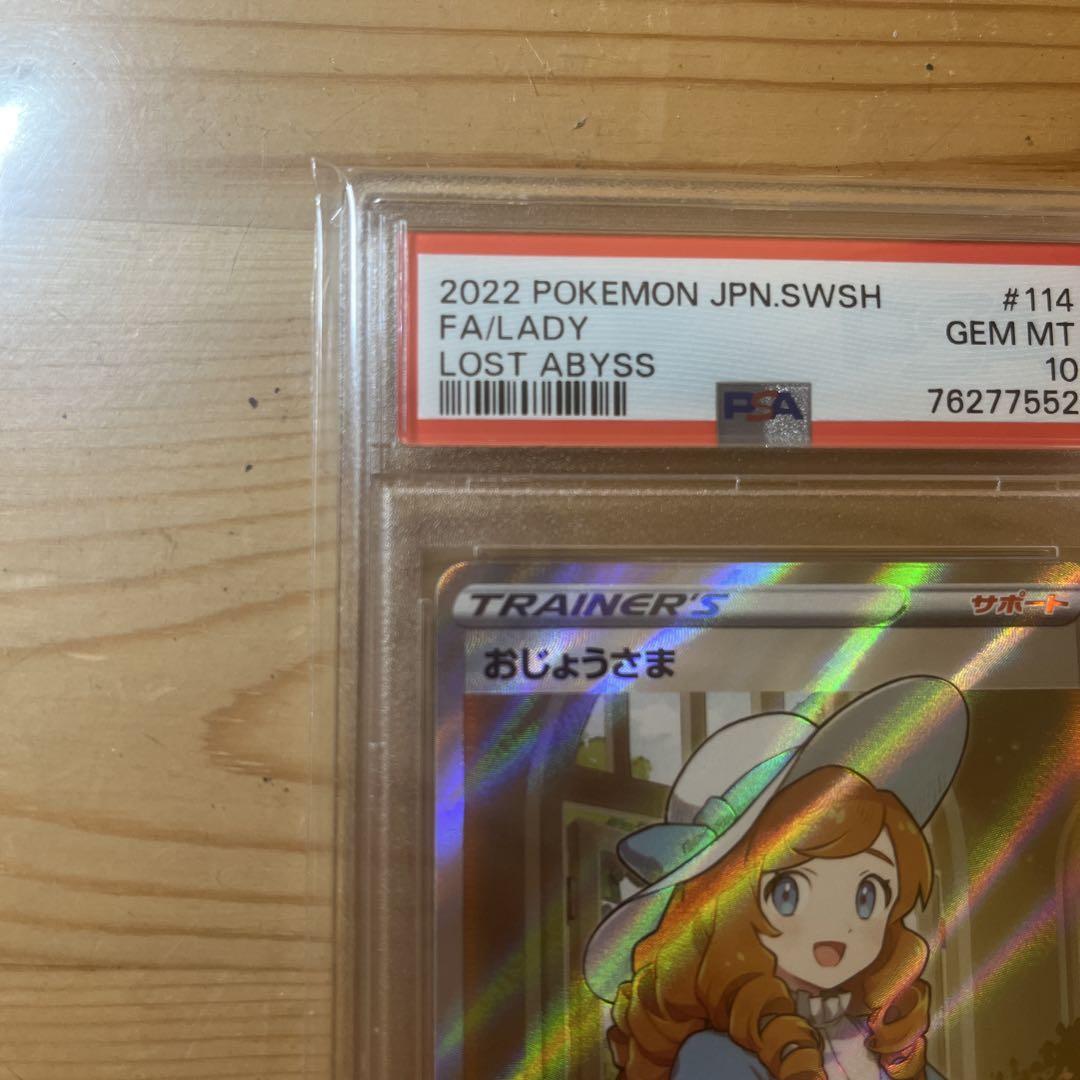 2022 POKEMON JPN.SWSH #114
FA/LADY GEM MT
LOST ABYSS 10
PSA 76277552
TRAINER'S サポート
おじょうさま